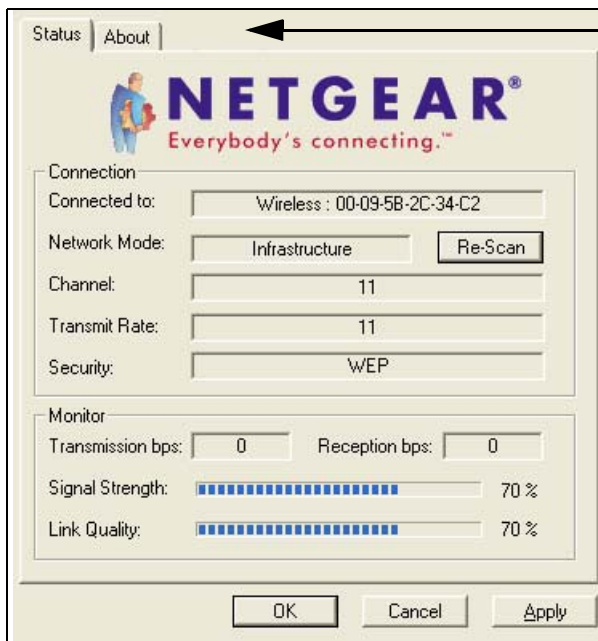 Status About
NETGEAR®
Everybody's connecting.™
Connection
Connected to: Wireless : 00-09-5B-2C-34-C2
Network Mode: Infrastructure Re-Scan
Channel: 11
Transmit Rate: 11
Security: WEP
Monitor
Transmission bps: 0 Reception bps: 0
Signal Strength: 70 %
Link Quality: 70 %
OK Cancel Apply